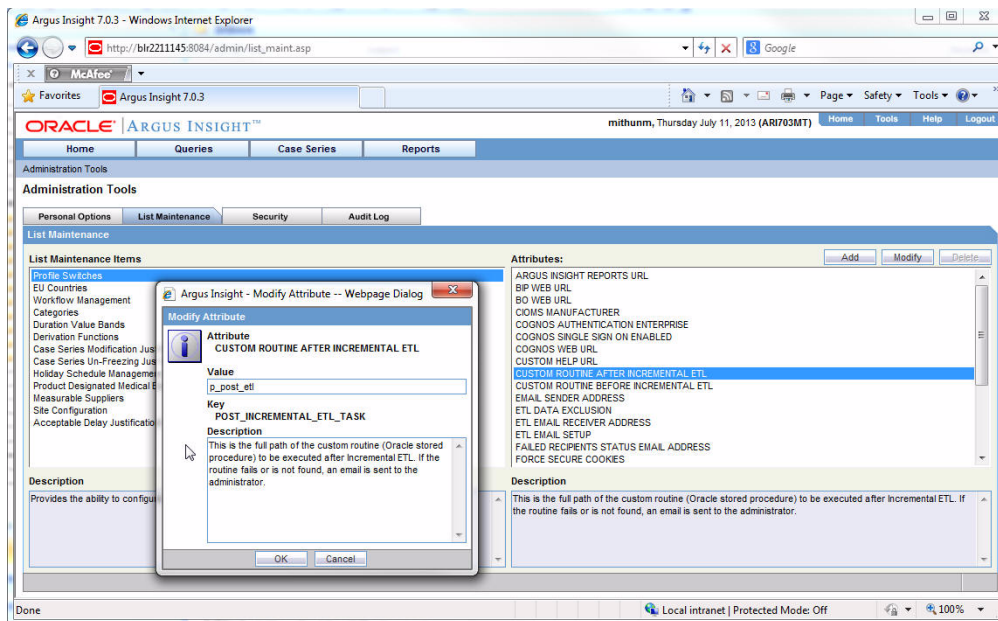 Argus Insight 7.0.3 - Windows Internet Explorer
http://blr2211145:8084/admin/list_maint.asp
Google
McAfee
Favorites Argus Insight 7.0.3 Page Safety Tools
ORACLE | ARGUS INSIGHT™ mithunm, Thursday July 11, 2013 (ARI703MT) Home Tools Help Logout
Home Queries Case Series Reports
Administration Tools
Administration Tools
Personal Options List Maintenance Security Audit Log
List Maintenance
List Maintenance Items
Profile Switches
EU Countries
Workflow Management
Categories
Duration Value Bands
Derivation Functions
Case Series Modification Jus
Case Series Un-Freezing Jus
Holiday Schedule Manageme
Product Designated Medical E
Measurable Suppliers
Site Configuration
Acceptable Delay Justificatio
Description
Provides the ability to configu
Argus Insight - Modify Attribute -- Webpage Dialog
Modify Attribute
Attribute
CUSTOM ROUTINE AFTER INCREMENTAL ETL
Value
p_post_etl
Key
POST_INCREMENTAL_ETL_TASK
Description
This is the full path of the custom routine (Oracle stored
procedure) to be executed after Incremental ETL. If the
routine fails or is not found, an email is sent to the
administrator.
OK Cancel
Attributes: Add Modify Delete
ARGUS INSIGHT REPORTS URL
BIP WEB URL
BO WEB URL
CIOMS MANUFACTURER
COGNOS AUTHENTICATION ENTERPRISE
COGNOS SINGLE SIGN ON ENABLED
COGNOS WEB URL
CUSTOM HELP URL
CUSTOM ROUTINE AFTER INCREMENTAL ETL
CUSTOM ROUTINE BEFORE INCREMENTAL ETL
EMAIL SENDER ADDRESS
ETL DATA EXCLUSION
ETL EMAIL RECEIVER ADDRESS
ETL EMAIL SETUP
FAILED RECIPIENTS STATUS EMAIL ADDRESS
FORCE SECURE COOKIES
Description
This is the full path of the custom routine (Oracle stored procedure) to be executed after Incremental ETL. If
the routine fails or is not found, an email is sent to the administrator.
Done Local intranet | Protected Mode: Off 100%